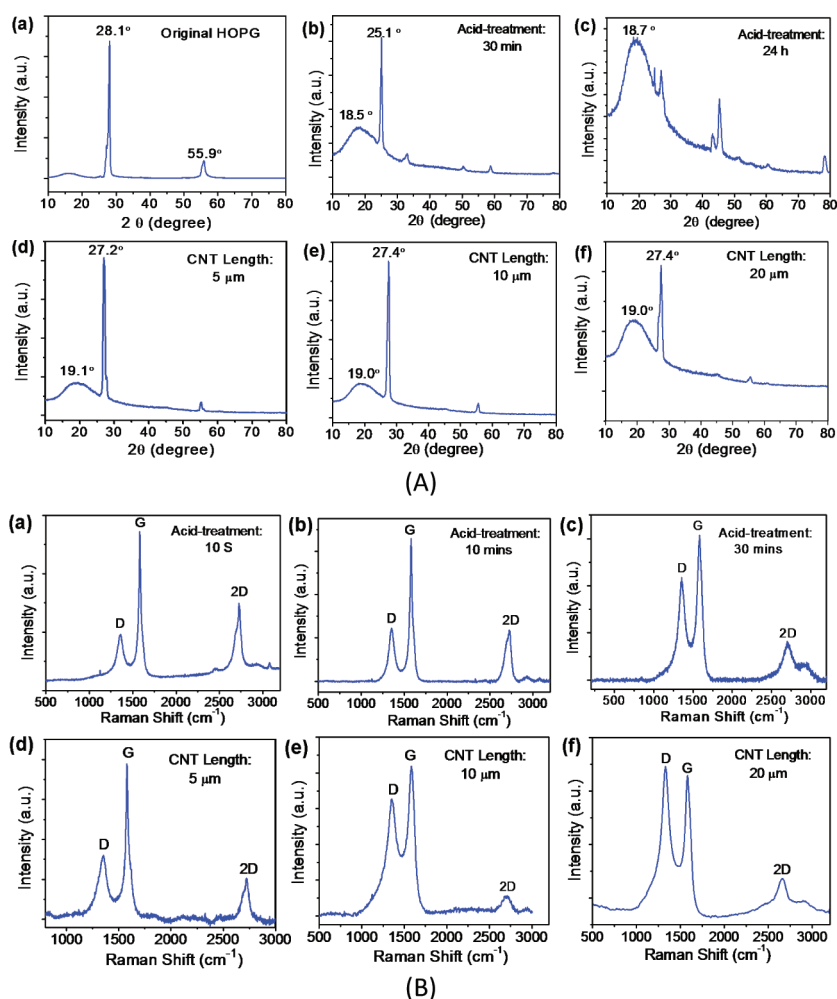 (a)
28.1°
Original HOPG
55.9°
Intensity (a.u.)
10 20 30 40 50 60 70 80
2 θ (degree)
(b)
25.1°
Acid-treatment:
30 min
18.5°
Intensity (a.u.)
10 20 30 40 50 60 70 80
2θ (degree)
(c)
18.7°
Acid-treatment:
24 h
Intensity (a.u.)
10 20 30 40 50 60 70 80
2θ (degree)
(d)
27.2°
CNT Length:
5 μm
19.1°
Intensity (a.u.)
10 20 30 40 50 60 70 80
2θ (degree)
(e)
27.4°
CNT Length:
10 μm
19.0°
Intensity (a.u.)
10 20 30 40 50 60 70 80
2θ (degree)
(f)
27.4°
CNT Length:
20 μm
19.0°
Intensity (a.u.)
10 20 30 40 50 60 70 80
2θ (degree)
(A)
(a)
G
Acid-treatment:
10 S
2D
D
Intensity (a.u.)
500 1000 1500 2000 2500 3000
Raman Shift (cm⁻¹)
(b)
G
Acid-treatment:
10 mins
D
2D
Intensity (a.u.)
500 1000 1500 2000 2500 3000
Raman Shift (cm⁻¹)
(c)
G
Acid-treatment:
30 mins
D
2D
Intensity (a.u.)
500 1000 1500 2000 2500 3000
Raman Shift (cm⁻¹)
(d)
G
CNT Length:
5 μm
D
2D
Intensity (a.u.)
1000 1500 2000 2500 3000
Raman Shift (cm⁻¹)
(e)
G
CNT Length:
10 μm
D
2D
Intensity (a.u.)
500 1000 1500 2000 2500 3000
Raman Shift (cm⁻¹)
(f)
D
G
CNT Length:
20 μm
2D
Intensity (a.u.)
500 1000 1500 2000 2500 3000
Raman Shift (cm⁻¹)
(B)